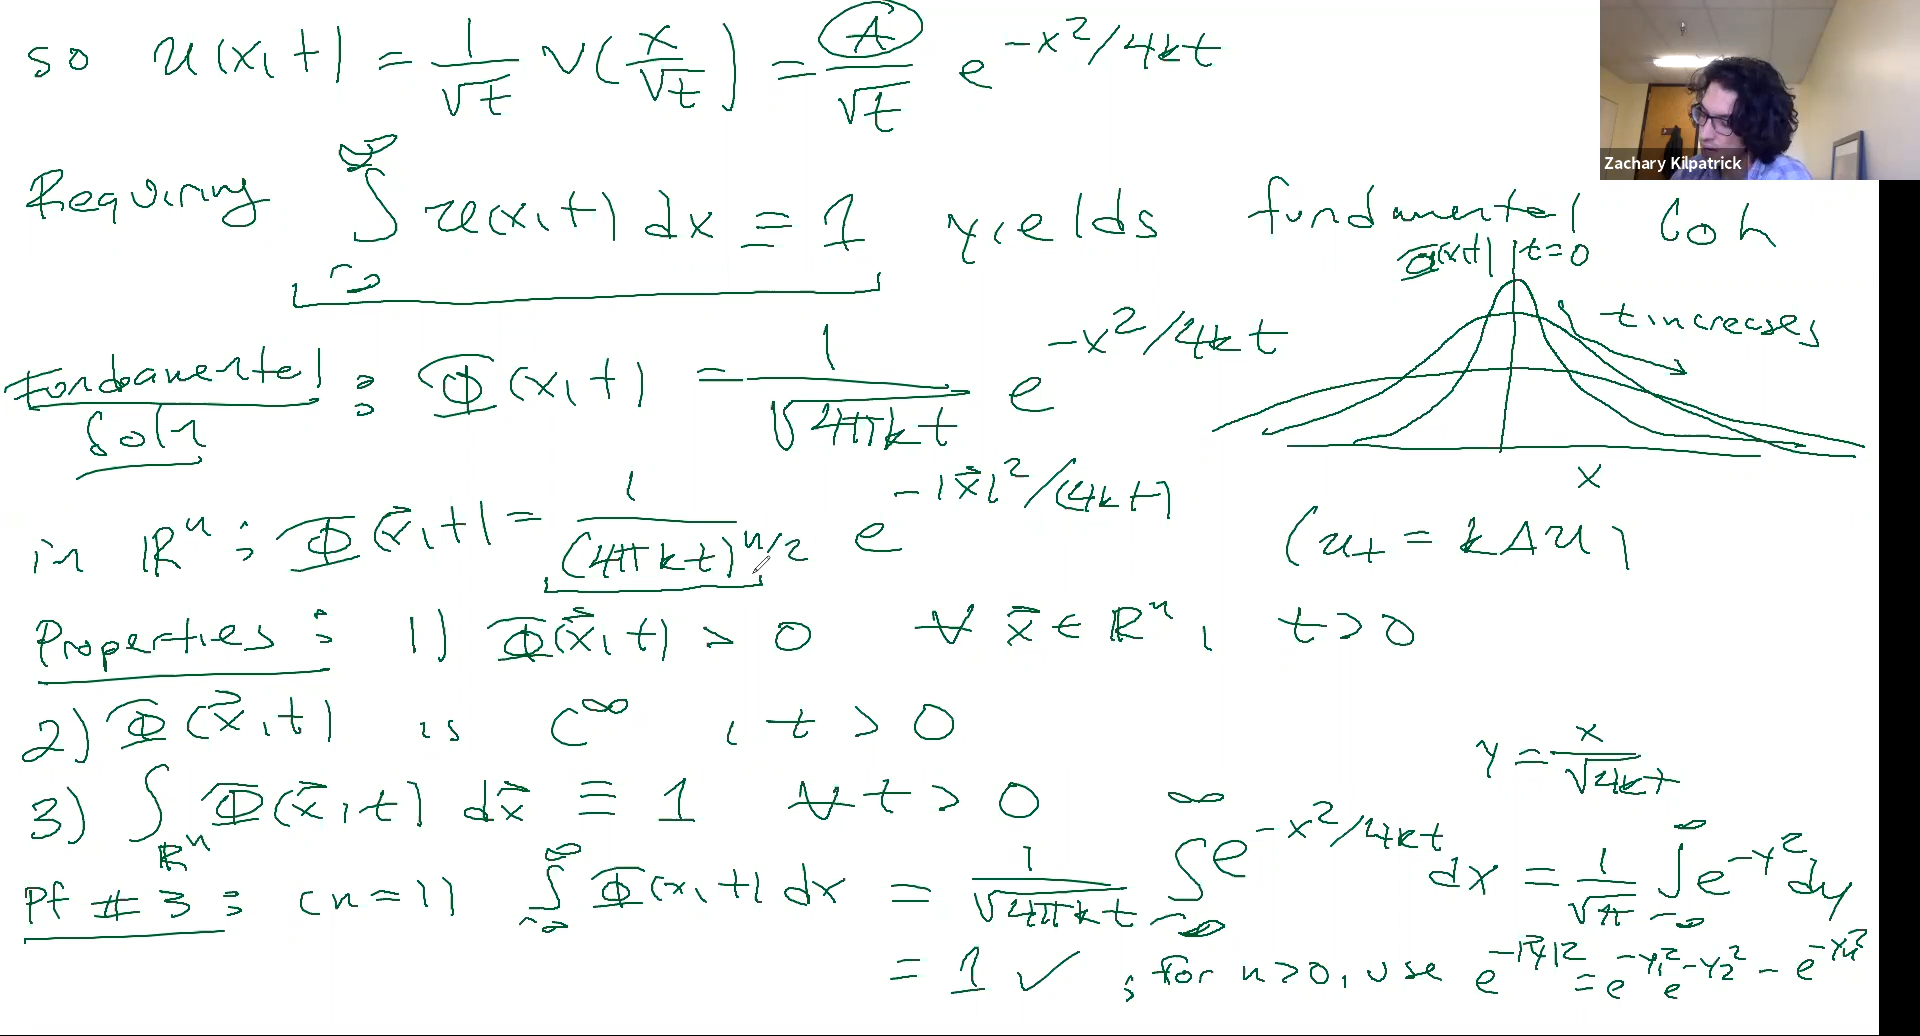 so u(x,t) = 1/√t v(x/√t) = A/√t e^{-x²/4kt}
Zachary Kilpatrick
Requiring ∫_{-∞}^{∞} u(x,t) dx = 1 yields fundamental soln
Φ(x,t) t=0
t increases
Fundamental Soln : Φ(x,t) = 1/√(4πkt) e^{-x²/4kt}
x
in ℝⁿ : Φ(x⃗,t) = 1/(4πkt)^{n/2} e^{-|x⃗|²/(4kt)} (u_t = kΔu)
Properties : 1) Φ(x⃗,t) > 0 ∀ x⃗ ∈ ℝⁿ, t > 0
2) Φ(x⃗,t) is C^∞, t > 0
y = x/√4kt
3) ∫_{ℝⁿ} Φ(x⃗,t) dx⃗ ≡ 1 ∀ t > 0
Pf #3 : (n=1) ∫_{-∞}^{∞} Φ(x,t) dx = 1/√(4πkt) ∫_{-∞}^{∞} e^{-x²/4kt} dx = 1/√π ∫_{-∞}^{∞} e^{-y²} dy
= 1 ✓ ; for n>0, use e^{-|y⃗|²} = e^{-y₁²} e^{-y₂²} - e^{-yₙ²}